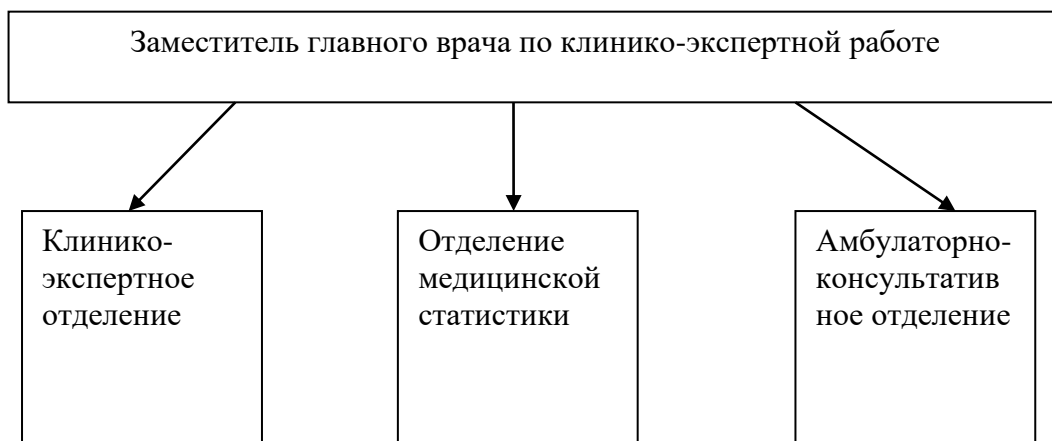 Заместитель главного врача по клинико-экспертной работе
Клинико-
экспертное
отделение
Отделение
медицинской
статистики
Амбулаторно-
консультатив
ное отделение